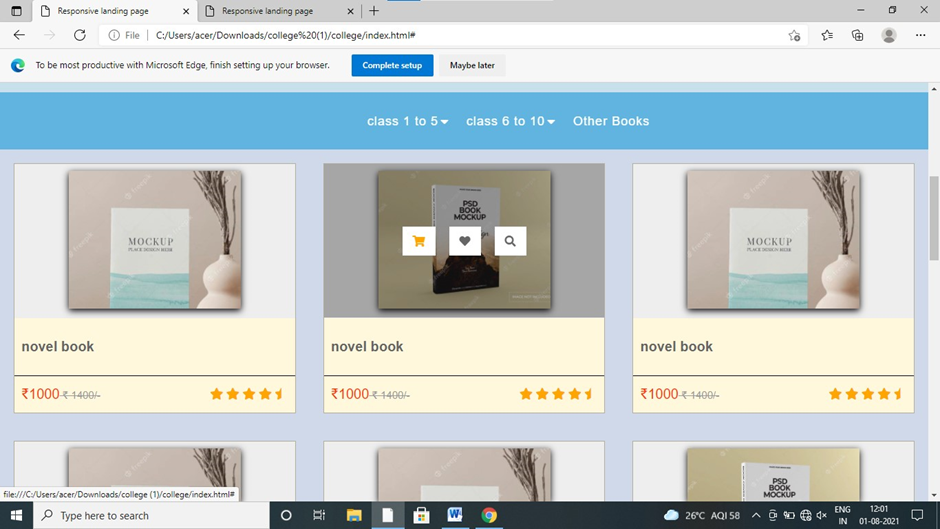 Responsive landing page
Responsive landing page
File
C:/Users/acer/Downloads/college%20(1)/college/index.html#
To be most productive with Microsoft Edge, finish setting up your browser.
Complete setup
Maybe later
class 1 to 5
class 6 to 10
Other Books
MOCKUP
PLACE DESIGN HERE
PSD
BOOK
MOCKUP
MOCKUP
PLACE DESIGN HERE
novel book
novel book
novel book
₹1000 ₹ 1400/-
₹1000 ₹ 1400/-
₹1000 ₹ 1400/-
PSD
BOOK
MOCKUP
file:///C:/Users/acer/Downloads/college (1)/college/index.html#
Type here to search
26°C AQI 58
ENG
IN
12:01
01-08-2021